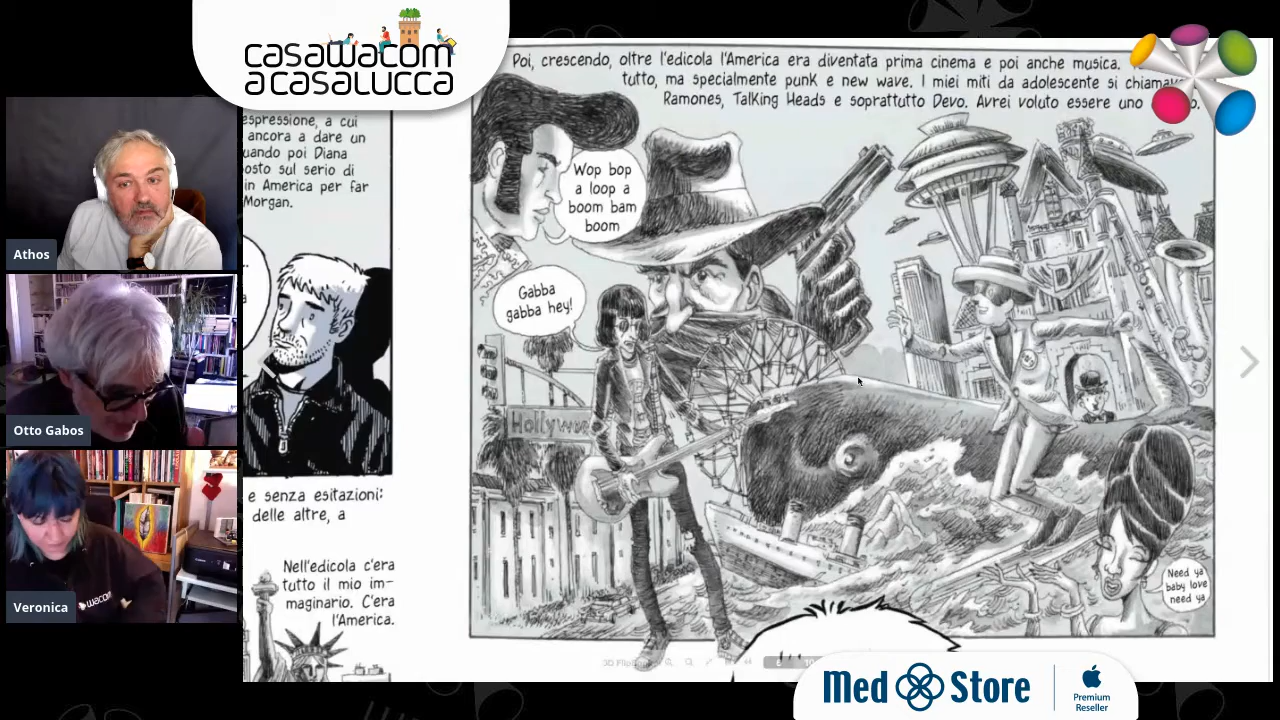 casawacom
a casalucca
Athos
Otto Gabos
Veronica
espressione, a cui
ancora a dare un
uando poi Diana
osto sul serio di
in America per far
Morgan.
e senza esitazioni:
delle altre, a
Nell'edicola c'era
tutto il mio im-
maginario. C'era
l'America.
Poi, crescendo, oltre l'edicola l'America era diventata prima cinema e poi anche musica.
tutto, ma specialmente punk e new wave. I miei miti da adolescente si chiamav
Ramones, Talking Heads e soprattutto Devo. Avrei voluto essere uno
Wop bop
a loop a
boom bam
boom
Gabba
gabba hey!
Hollywo
Need ya
baby love
need ya
wacom
Med Store
Premium
Reseller